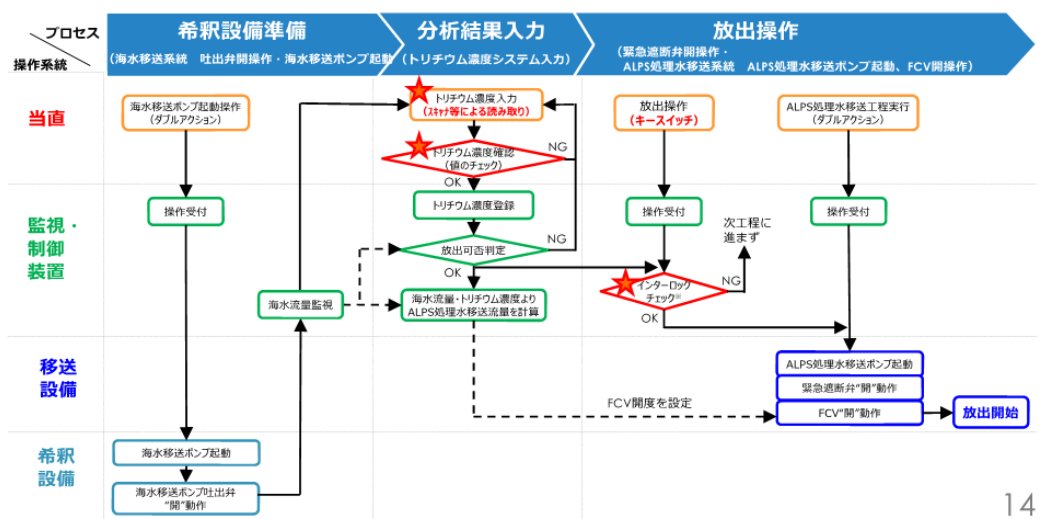 プロセス
操作系統
希釈設備準備
（海水移送系統　吐出弁開操作・海水移送ポンプ起動）
分析結果入力
（トリチウム濃度システム入力）
放出操作
（緊急遮断弁開操作・
ALPS処理水移送系統　ALPS処理水移送ポンプ起動、FCV開操作）
当直
海水移送ポンプ起動操作
（ダブルアクション）
トリチウム濃度入力
（スキャナ等による読み取り）
放出操作
（キースイッチ）
ALPS処理水移送工程実行
（ダブルアクション）
トリチウム濃度確認
（値のチェック）
NG
OK
監視・
制御
装置
操作受付
トリチウム濃度登録
操作受付
操作受付
放出可否判定
NG
OK
次工程に
進まず
海水流量監視
海水流量・トリチウム濃度より
ALPS処理水移送流量を計算
インターロック
チェック※
NG
OK
移送
設備
ALPS処理水移送ポンプ起動
緊急遮断弁“開”動作
FCV開度を設定
FCV“開”動作
放出開始
希釈
設備
海水移送ポンプ起動
海水移送ポンプ吐出弁
“開”動作
14